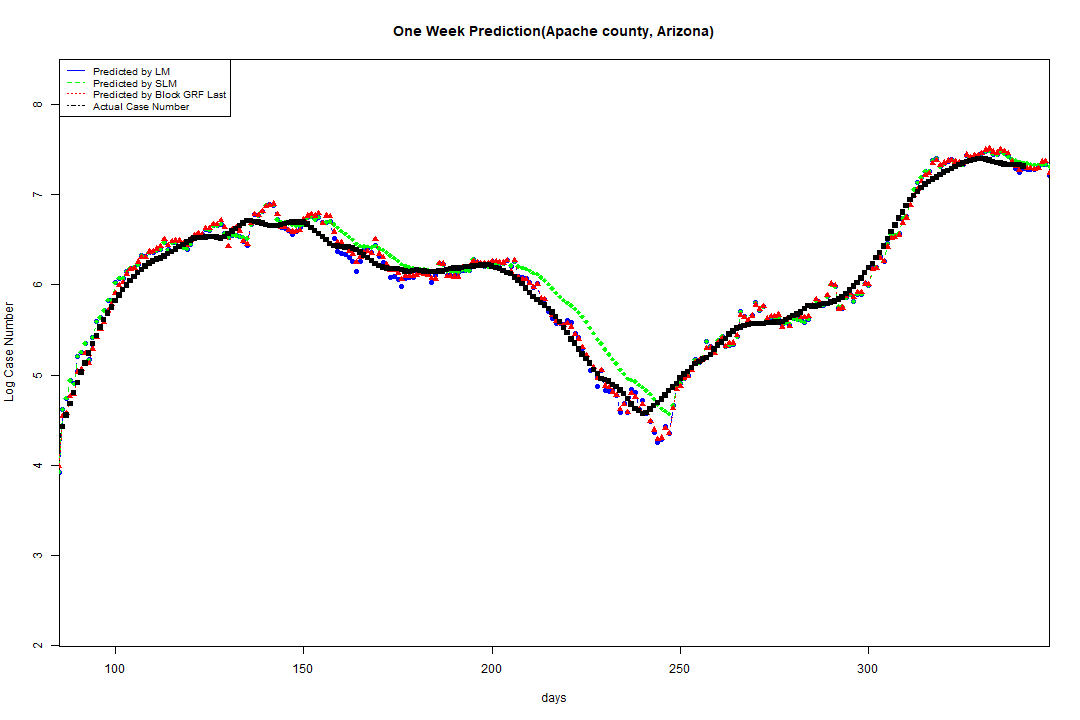 One Week Prediction(Apache county, Arizona)
Predicted by LM
Predicted by SLM
Predicted by Block GRF Last
Actual Case Number
8
7
6
5
4
3
2
Log Case Number
100 150 200 250 300
days